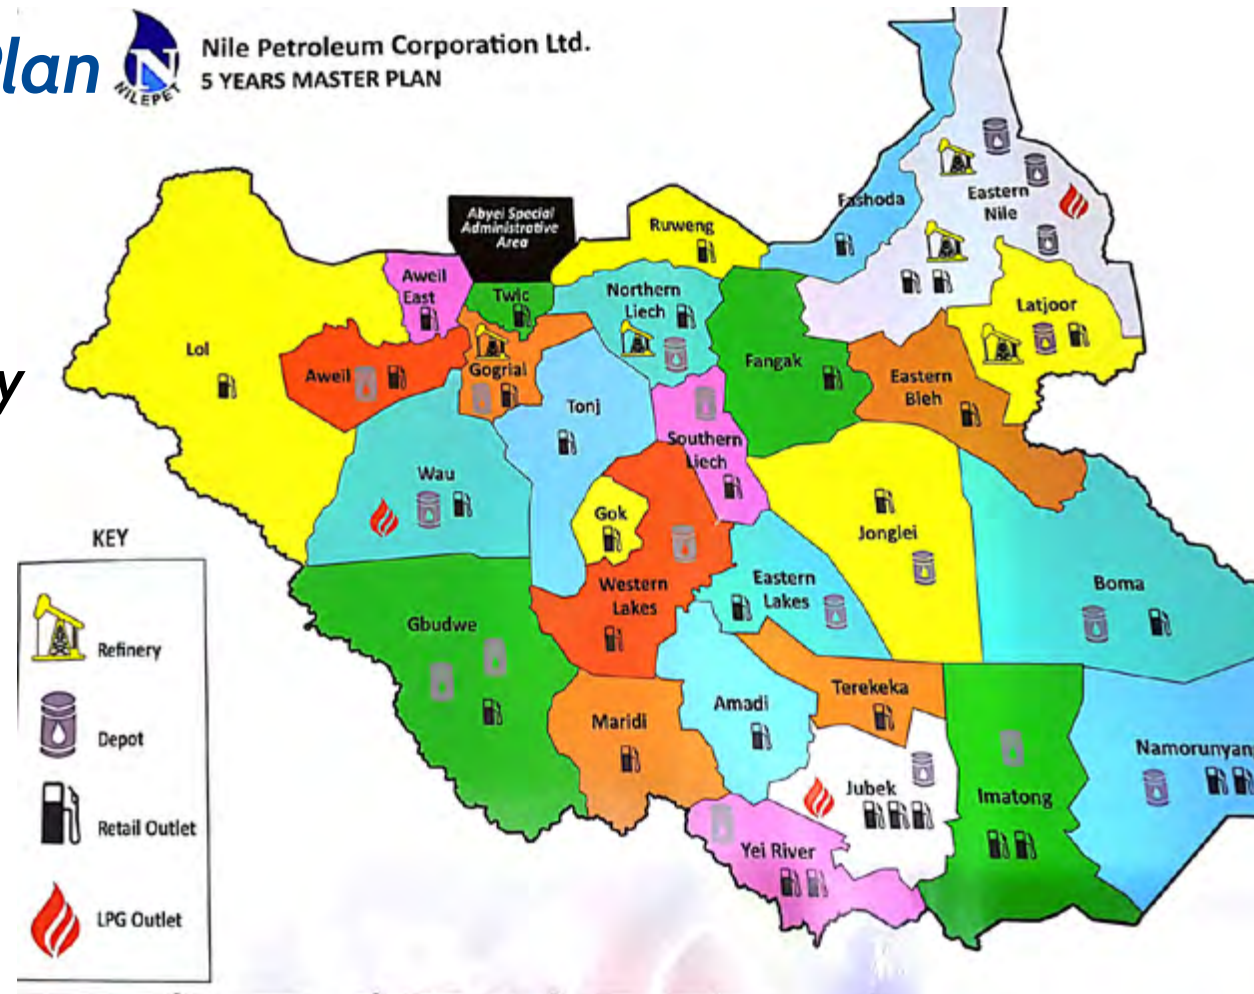 Plan
NILEPET
Nile Petroleum Corporation Ltd.
5 YEARS MASTER PLAN
y
Fashoda
Eastern
Nile
Abyei Special
Administrative
Area
Ruweng
Aweil
East
Twic
Northern
Liech
Latjoor
Lol
Aweil
Gogrial
Fangak
Eastern
Bieh
Tonj
Southern
Liech
Wau
Gok
Jonglei
KEY
Western
Lakes
Eastern
Lakes
Boma
Gbudwe
Refinery
Depot
Retail Outlet
LPG Outlet
Maridi
Amadi
Terekeka
Namorunyang
Jubek
Imatong
Yei River